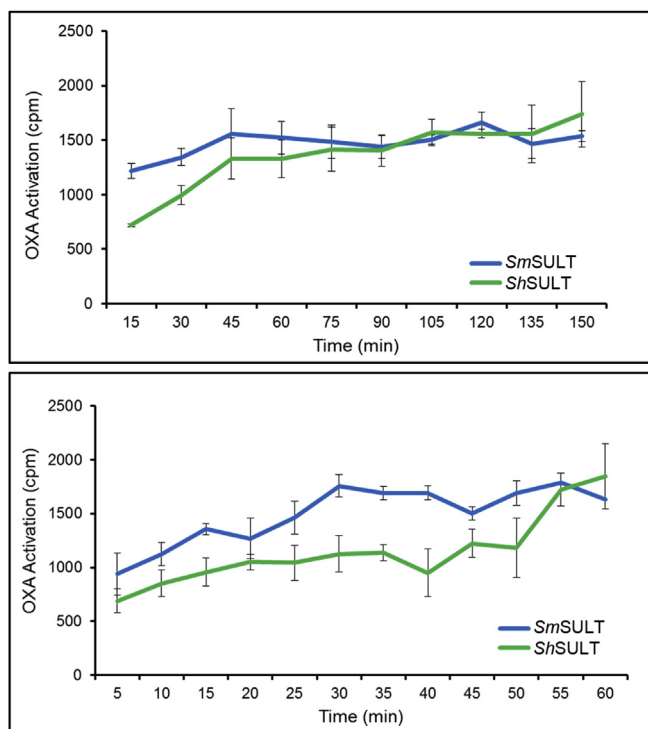 2500
2000
1500
1000
500
0
OXA Activation (cpm)
SmSULT
ShSULT
15 30 45 60 75 90 105 120 135 150
Time (min)
2500
2000
1500
1000
500
0
OXA Activation (cpm)
SmSULT
ShSULT
5 10 15 20 25 30 35 40 45 50 55 60
Time (min)